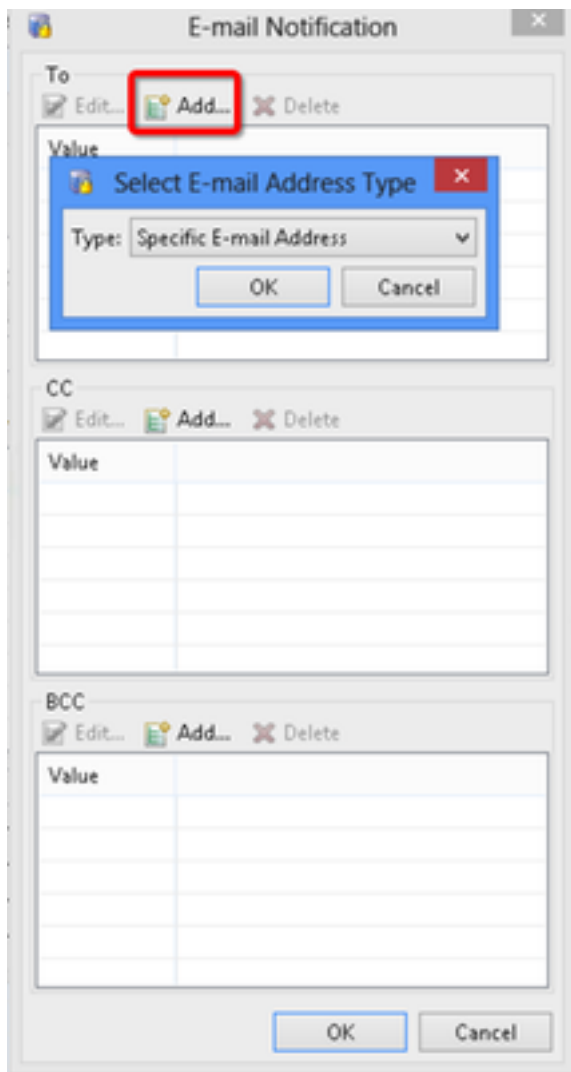 E-mail Notification
To
Edit... Add... Delete
Value
Select E-mail Address Type
Type: Specific E-mail Address
OK Cancel
CC
Edit... Add... Delete
Value
BCC
Edit... Add... Delete
Value
OK Cancel